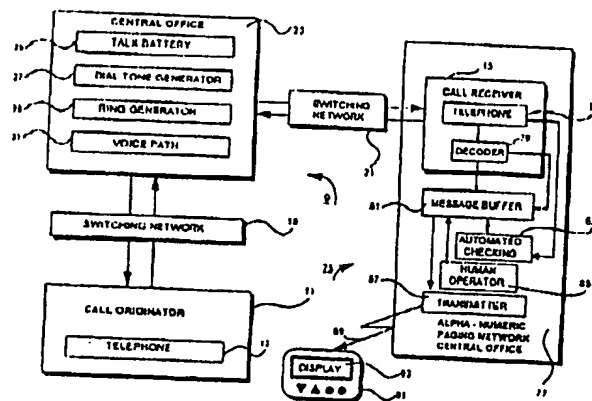 CENTRAL OFFICE
TALK BATTERY
DIAL TONE GENERATOR
RING GENERATOR
VOICE PATH
SWITCHING NETWORK
CALL ORIGINATOR
TELEPHONE
SWITCHING
NETWORK
21
CALL RECEIVER
TELEPHONE
DECODER
MESSAGE BUFFER
AUTOMATED
CHECKING
HUMAN
OPERATOR
TRANSMITTER
ALPHA - NUMERIC
PAGING NETWORK
CENTRAL OFFICE
DISPLAY